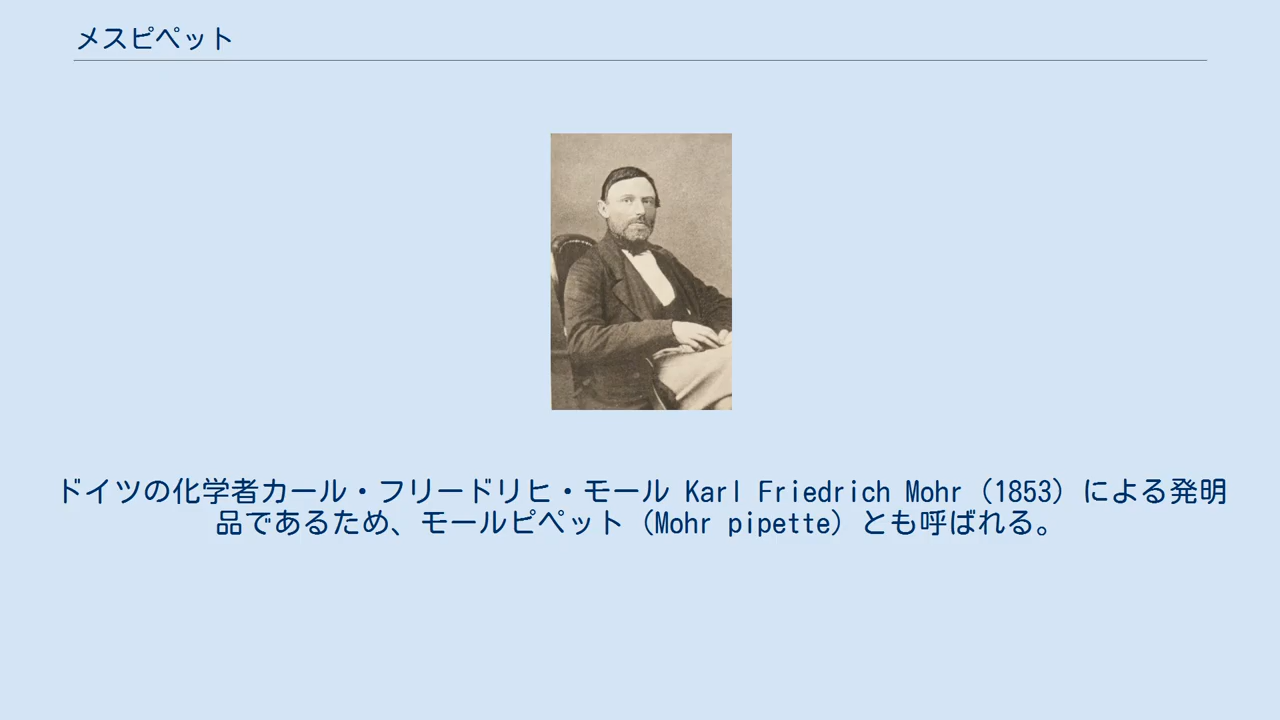 メスピペット
ドイツの化学者カール・フリードリヒ・モール Karl Friedrich Mohr (1853) による発明
品であるため、モールピペット (Mohr pipette) とも呼ばれる。